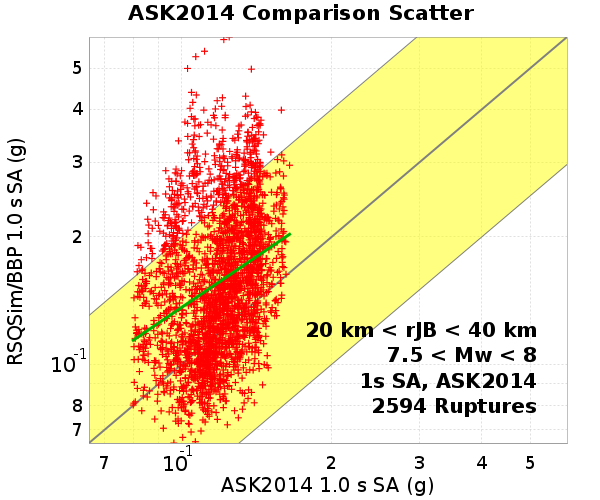 ASK2014 Comparison Scatter
RSQSim/BBP 1.0 s SA (g)
5
4
3
2
10^-1
8
7
20 km < rJB < 40 km
7.5 < Mw < 8
1s SA, ASK2014
2594 Ruptures
7 10^-1 2 3 4 5
ASK2014 1.0 s SA (g)